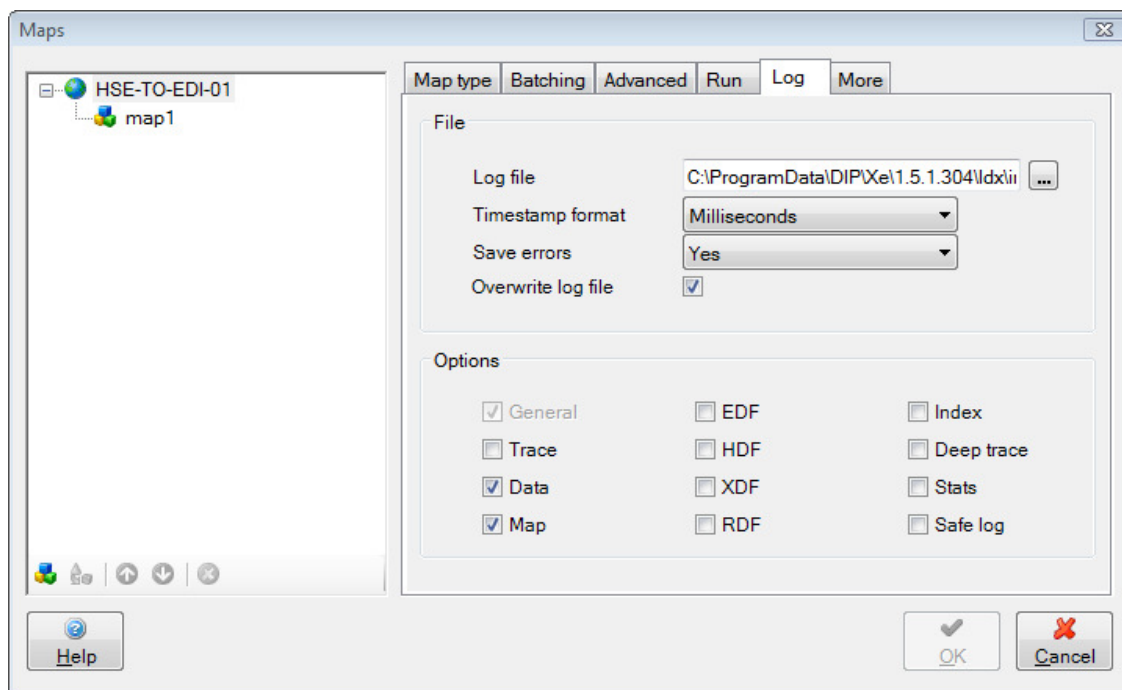 Maps
HSE-TO-EDI-01
map1
Map type Batching Advanced Run Log More
File
Log file C:\ProgramData\DIP\Xe\1.5.1.304\Idx\
Timestamp format Milliseconds
Save errors Yes
Overwrite log file
Options
General EDF Index
Trace HDF Deep trace
Data XDF Stats
Map RDF Safe log
Help OK Cancel